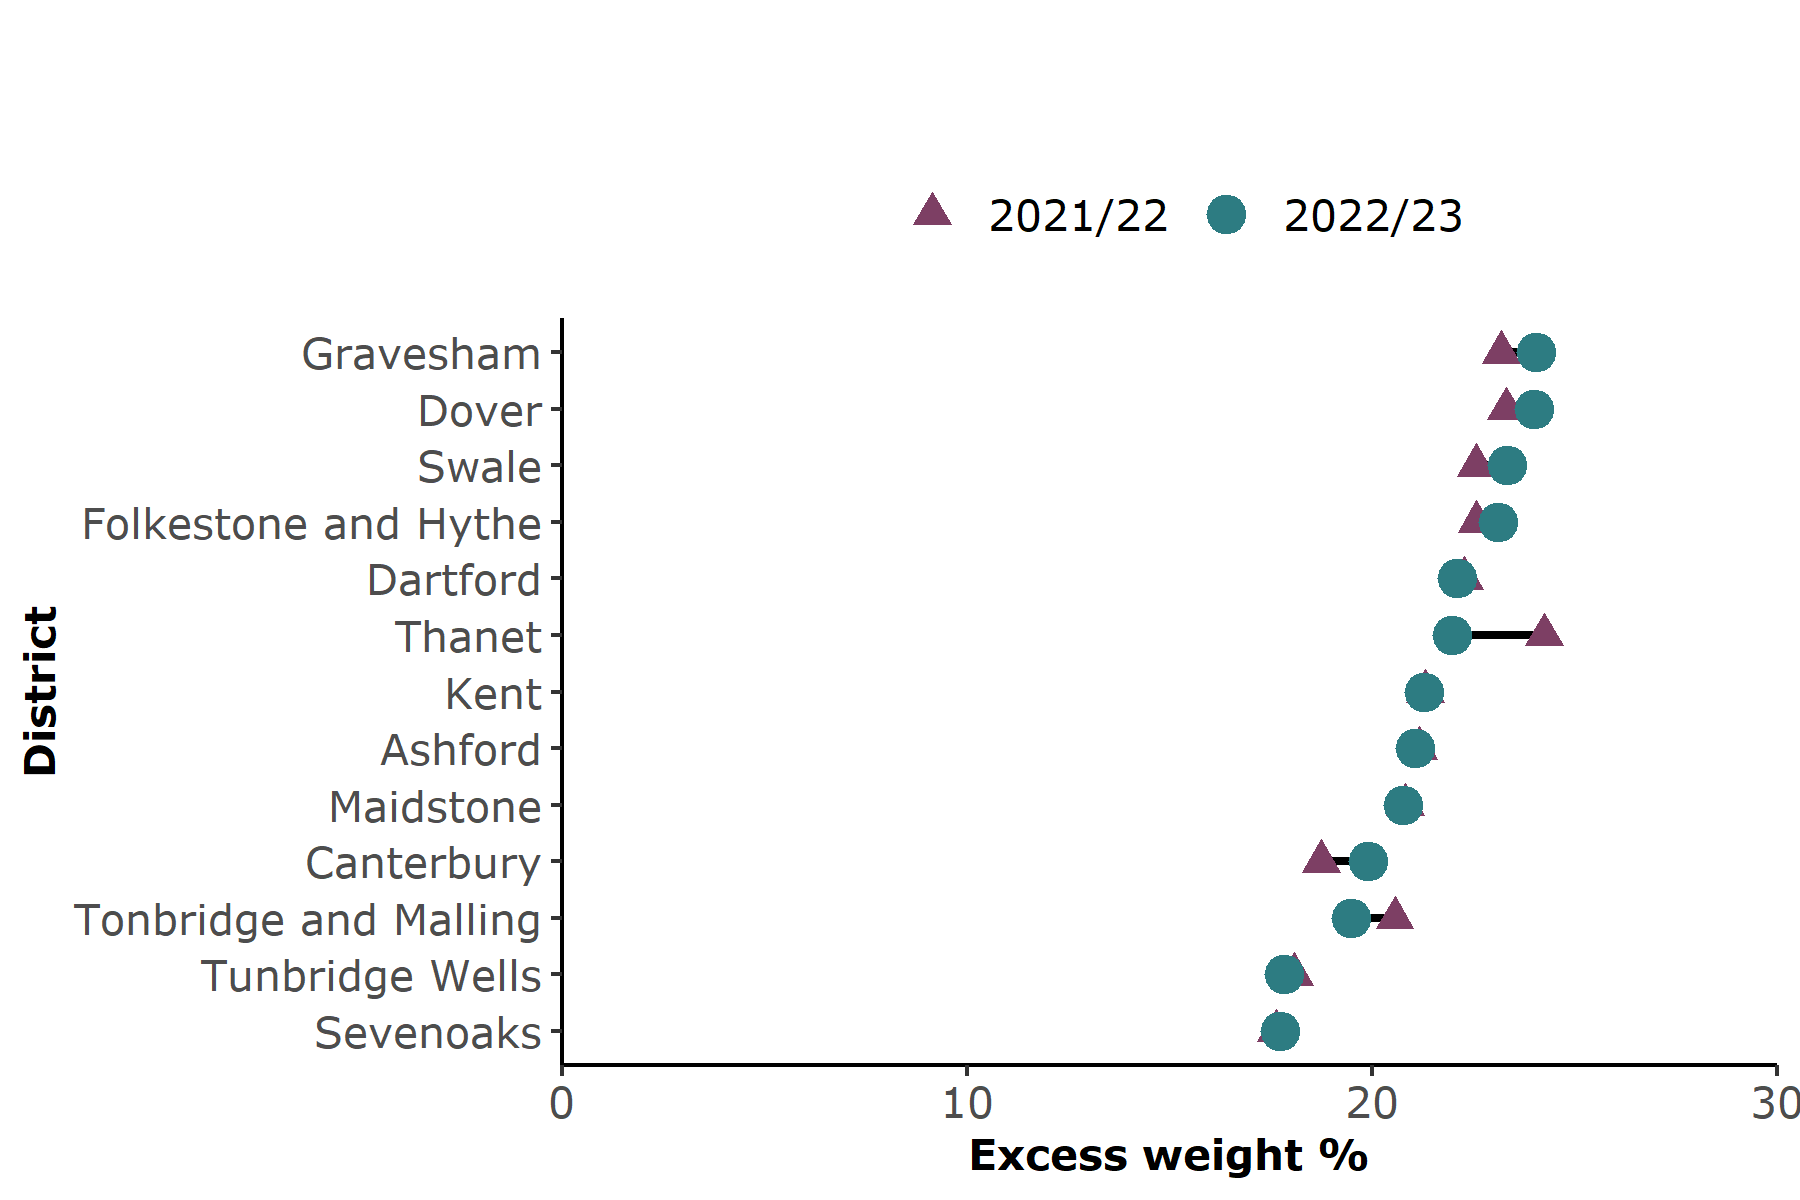 2021/22 2022/23
Gravesham
Dover
Swale
Folkestone and Hythe
Dartford
Thanet
Kent
Ashford
Maidstone
Canterbury
Tonbridge and Malling
Tunbridge Wells
Sevenoaks
District
0 10 20 30
Excess weight %